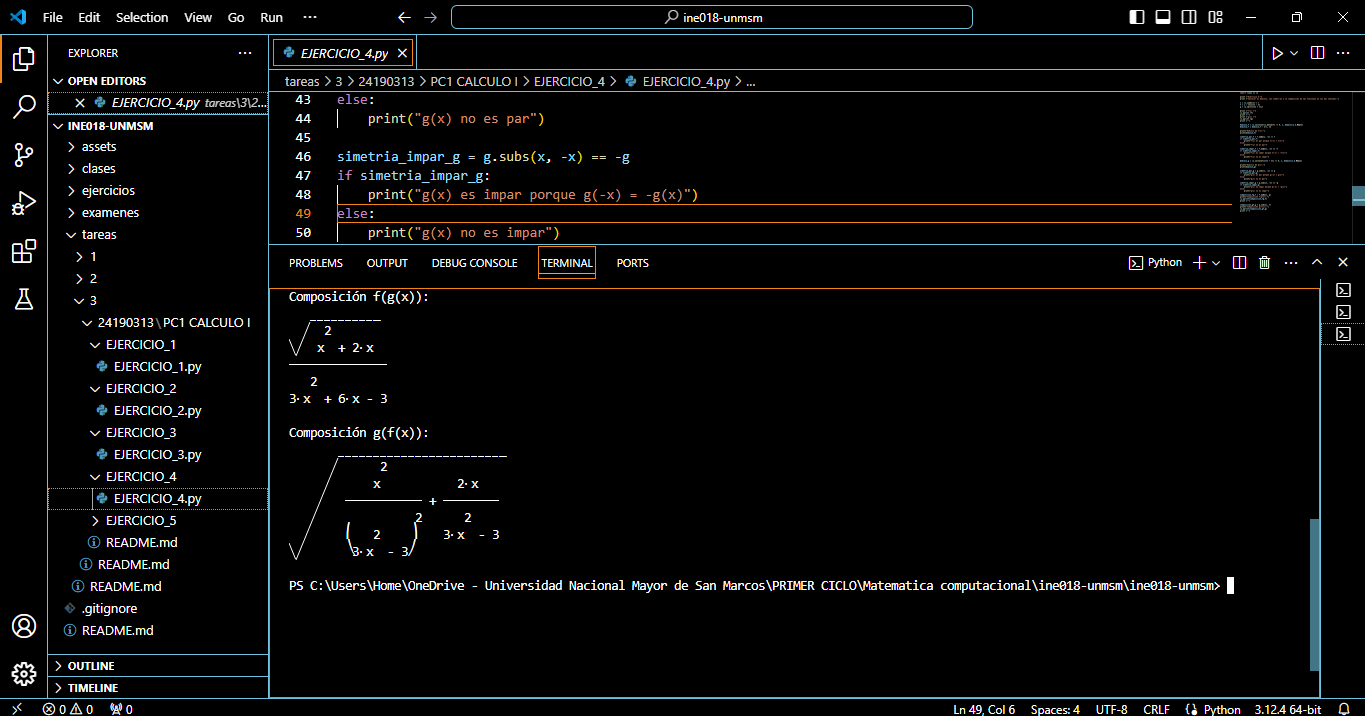 File Edit Selection View Go Run ··· ine018-unmsm
EXPLORER ···
OPEN EDITORS
EJERCICIO_4.py tareas\3\2...
INE018-UNMSM
assets
clases
ejercicios
examenes
tareas
1
2
3
24190313\PC1 CALCULO I
EJERCICIO_1
EJERCICIO_1.py
EJERCICIO_2
EJERCICIO_2.py
EJERCICIO_3
EJERCICIO_3.py
EJERCICIO_4
EJERCICIO_4.py
EJERCICIO_5
README.md
README.md
README.md
.gitignore
README.md
OUTLINE
TIMELINE
EJERCICIO_4.py
tareas > 3 > 24190313 > PC1 CALCULO I > EJERCICIO_4 > EJERCICIO_4.py > ...
43 else:
44 print("g(x) no es par")
45
46 simetria_impar_g = g.subs(x, -x) == -g
47 if simetria_impar_g:
48 print("g(x) es impar porque g(-x) = -g(x)")
49 else:
50 print("g(x) no es impar")
PROBLEMS OUTPUT DEBUG CONSOLE TERMINAL PORTS Python
Composición f(g(x)):
2
x + 2·x
2
3·x + 6·x - 3
Composición g(f(x)):
2
x 2·x
+
2 2
2 3·x - 3
3·x - 3
PS C:\Users\Home\OneDrive - Universidad Nacional Mayor de San Marcos\PRIMER CICLO\Matematica computacional\ine018-unmsm\ine018-unmsm>
0 0 0 Ln 49, Col 6 Spaces: 4 UTF-8 CRLF Python 3.12.4 64-bit